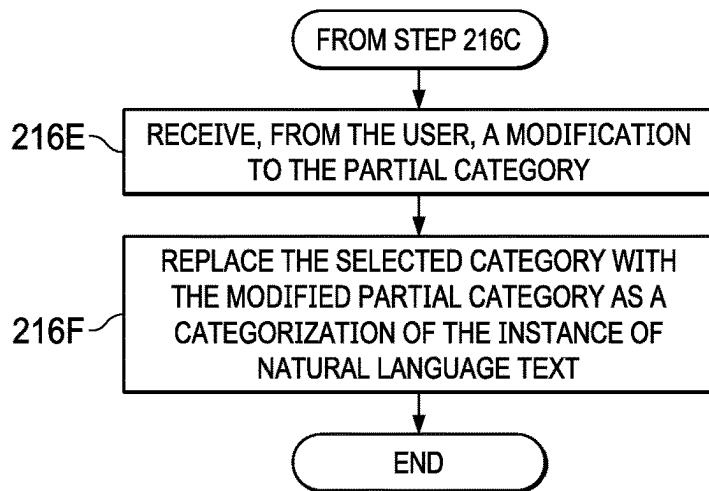 FROM STEP 216C
216E
RECEIVE, FROM THE USER, A MODIFICATION
TO THE PARTIAL CATEGORY
216F
REPLACE THE SELECTED CATEGORY WITH
THE MODIFIED PARTIAL CATEGORY AS A
CATEGORIZATION OF THE INSTANCE OF
NATURAL LANGUAGE TEXT
END